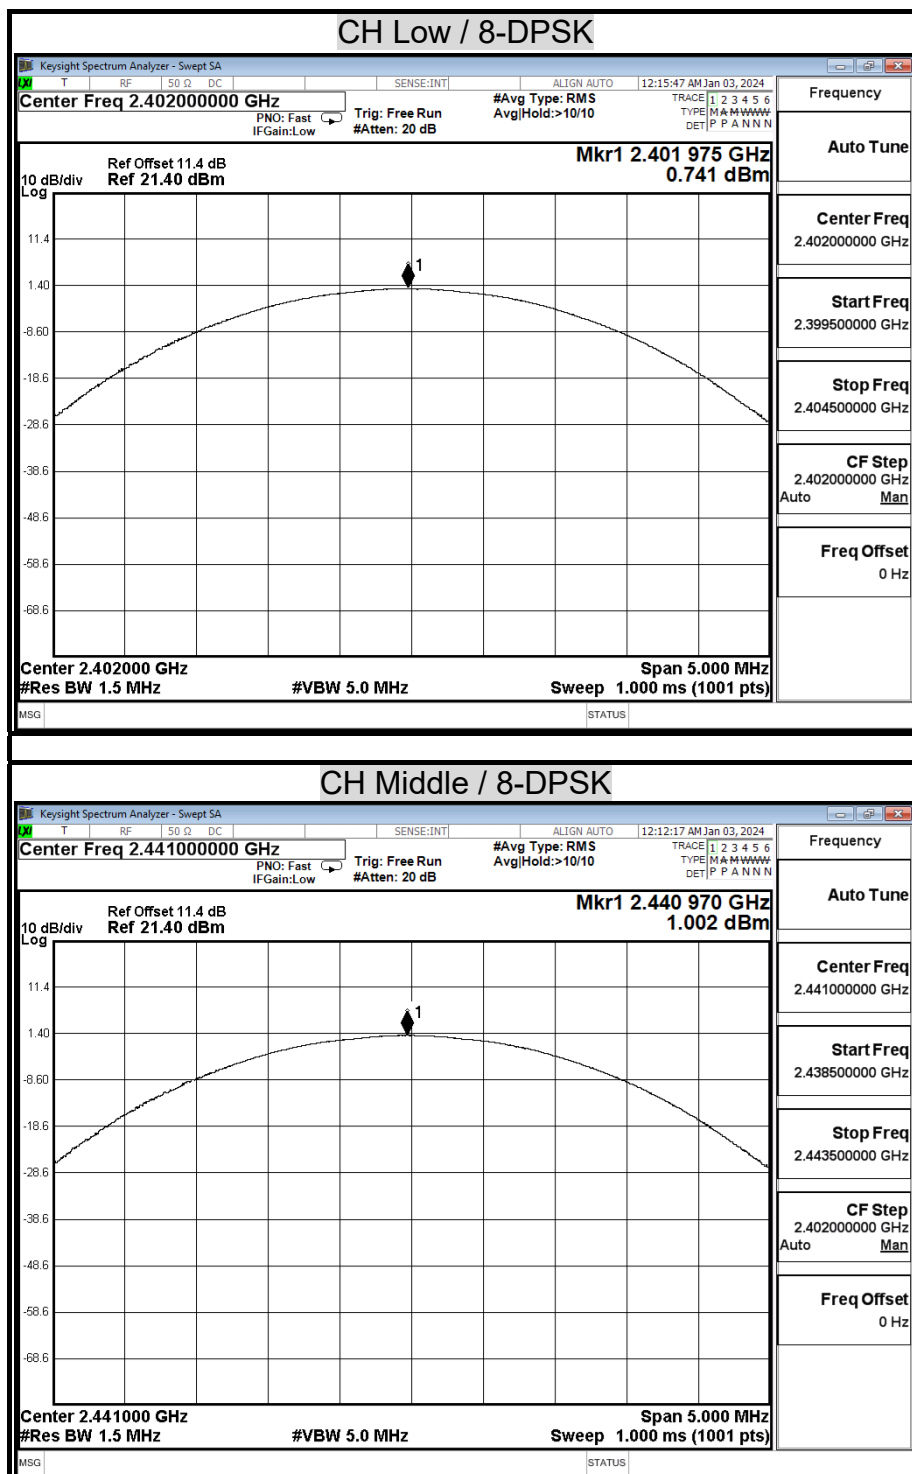 CH Low / 8-DPSK
Keysight Spectrum Analyzer - Swept SA
LXI T RF 50 Ω DC SENSE:INT ALIGN AUTO 12:15:47 AM Jan 03, 2024
Center Freq 2.402000000 GHz
PNO: Fast
IFGain:Low
Trig: Free Run
#Atten: 20 dB
#Avg Type: RMS
Avg|Hold:>10/10
TRACE 1 2 3 4 5 6
TYPE M A M W W W W
DET P P A N N N
Frequency
Ref Offset 11.4 dB
10 dB/div Ref 21.40 dBm
Log
Mkr1 2.401 975 GHz
0.741 dBm
1
11.4
1.40
-8.60
-18.6
-28.6
-38.6
-48.6
-58.6
-68.6
Auto Tune
Center Freq
2.402000000 GHz
Start Freq
2.399500000 GHz
Stop Freq
2.404500000 GHz
CF Step
2.402000000 GHz
Auto Man
Freq Offset
0 Hz
Center 2.402000 GHz Span 5.000 MHz
#Res BW 1.5 MHz #VBW 5.0 MHz Sweep 1.000 ms (1001 pts)
MSG STATUS
CH Middle / 8-DPSK
Keysight Spectrum Analyzer - Swept SA
LXI T RF 50 Ω DC SENSE:INT ALIGN AUTO 12:12:17 AM Jan 03, 2024
Center Freq 2.441000000 GHz
PNO: Fast
IFGain:Low
Trig: Free Run
#Atten: 20 dB
#Avg Type: RMS
Avg|Hold:>10/10
TRACE 1 2 3 4 5 6
TYPE M A M W W W W
DET P P A N N N
Frequency
Ref Offset 11.4 dB
10 dB/div Ref 21.40 dBm
Log
Mkr1 2.440 970 GHz
1.002 dBm
1
11.4
1.40
-8.60
-18.6
-28.6
-38.6
-48.6
-58.6
-68.6
Auto Tune
Center Freq
2.441000000 GHz
Start Freq
2.438500000 GHz
Stop Freq
2.443500000 GHz
CF Step
2.402000000 GHz
Auto Man
Freq Offset
0 Hz
Center 2.441000 GHz Span 5.000 MHz
#Res BW 1.5 MHz #VBW 5.0 MHz Sweep 1.000 ms (1001 pts)
MSG STATUS